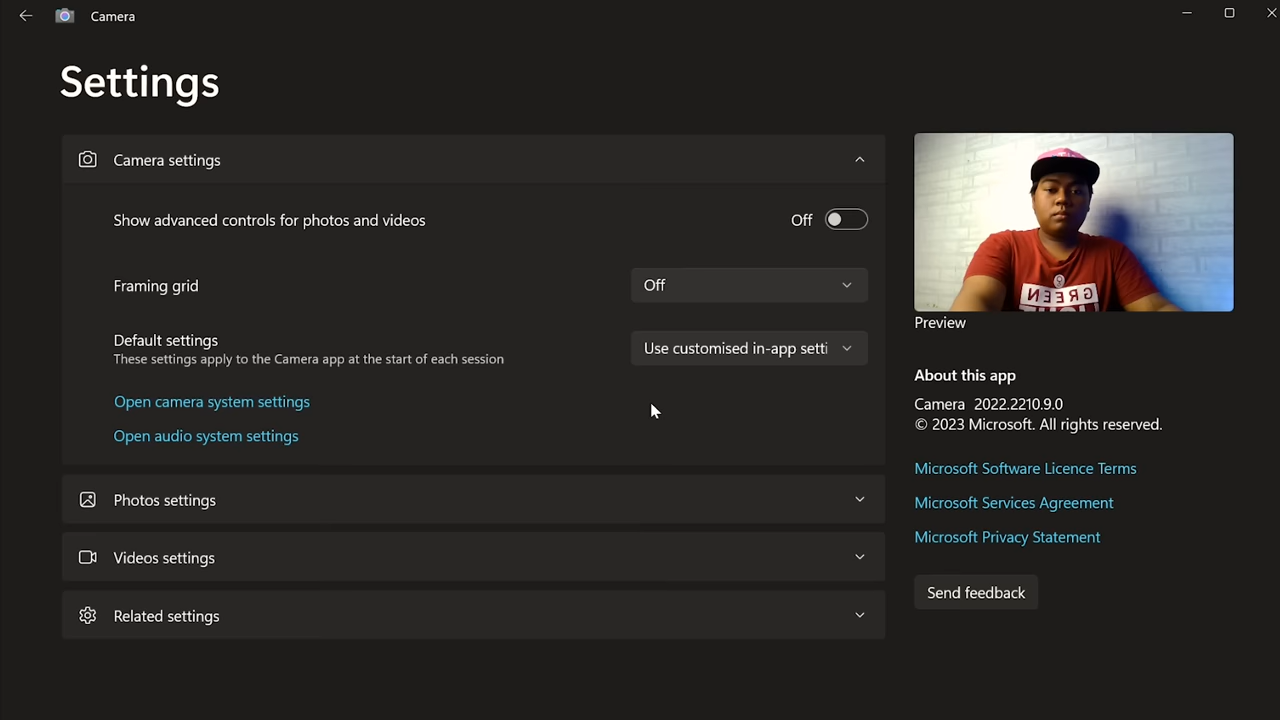 Camera
Settings
Camera settings
Show advanced controls for photos and videos
Off
Framing grid
Off
Default settings
These settings apply to the Camera app at the start of each session
Use customised in-app setti
Open camera system settings
Open audio system settings
Photos settings
Videos settings
Related settings
GREEN
LIGHT
Preview
About this app
Camera 2022.2210.9.0
© 2023 Microsoft. All rights reserved.
Microsoft Software Licence Terms
Microsoft Services Agreement
Microsoft Privacy Statement
Send feedback